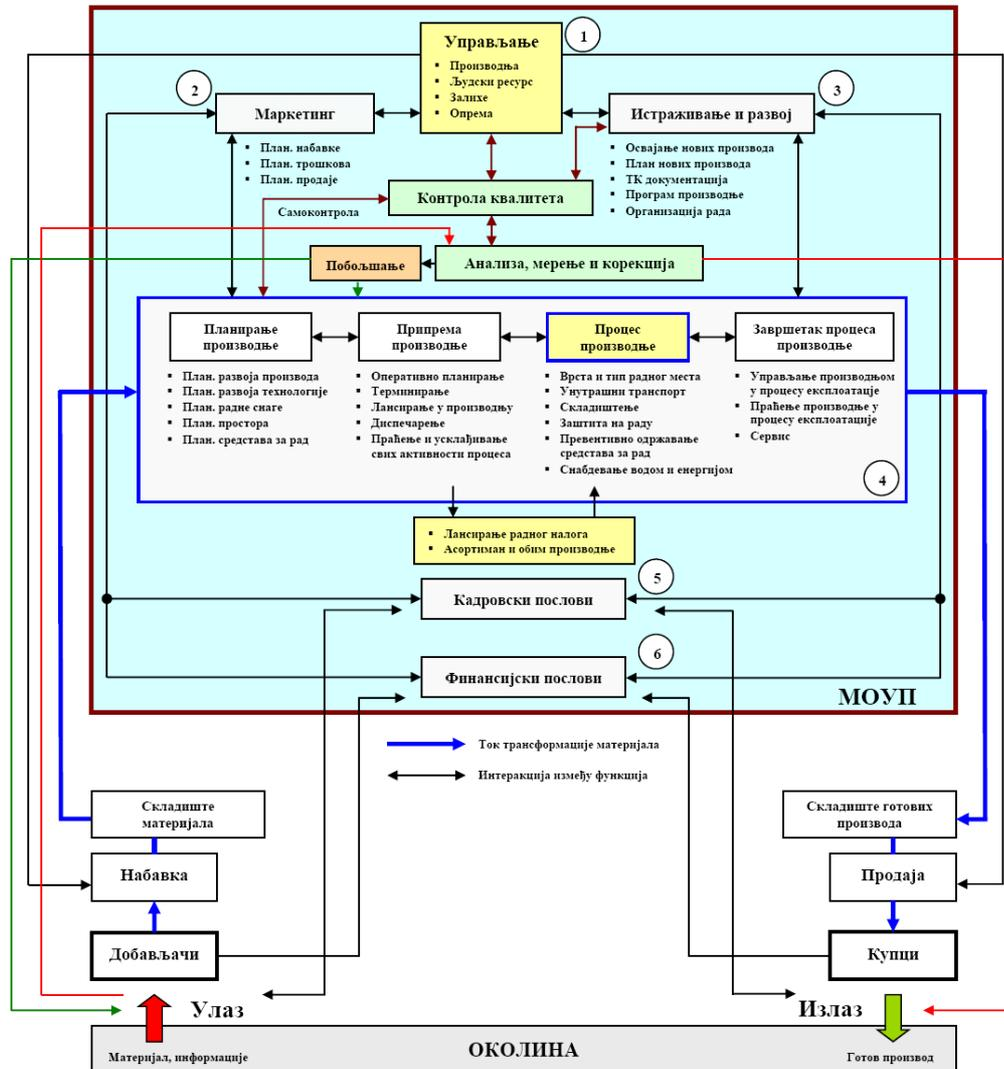 Управљање
1
Производња
Људски ресурс
Залихе
Опрема
2
Маркетинг
План. набавке
План. трошкова
План. продаје
3
Истраживање и развој
Освајање нових производа
План нових производа
ТК документација
Програм производње
Организација рада
Контрола квалитета
Самоконтрола
Побољшање
Анализа, мерење и корекција
Планирање
производње
План. развоја производа
План. развоја технологије
План. радне снаге
План. простора
План. средстава за рад
Припрема
производње
Оперативно планирање
Терминирање
Лансирање у производњу
Диспечарење
Праћење и усклађивање
свих активности процеса
Процес
производње
Врста и тип радног места
Унутрашњи транспорт
Складиштење
Заштита на раду
Превентивно одржавање
средстава за рад
Снабдевање водом и енергијом
Завршетак процеса
производње
Управљање производњом
у процесу експлоатације
Праћење производње у
процесу експлоатације
Сервис
4
Лансирање радног налога
Асортиман и обим производње
5
Кадровски послови
6
Финансијски послови
МОУП
Ток трансформације материјала
Интеракција између функција
Складиште
материјала
Набавка
Добављачи
Улаз
Складиште готових
производа
Продаја
Купци
Излаз
ОКОЛИНА
Материјал, информације
Готов производ